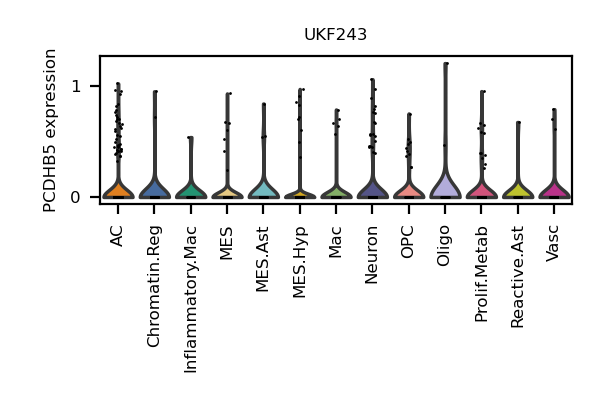 UKF243
PCDHB5 expression
1
0
AC
Chromatin.Reg
Inflammatory.Mac
MES
MES.Ast
MES.Hyp
Mac
Neuron
OPC
Oligo
Prolif.Metab
Reactive.Ast
Vasc